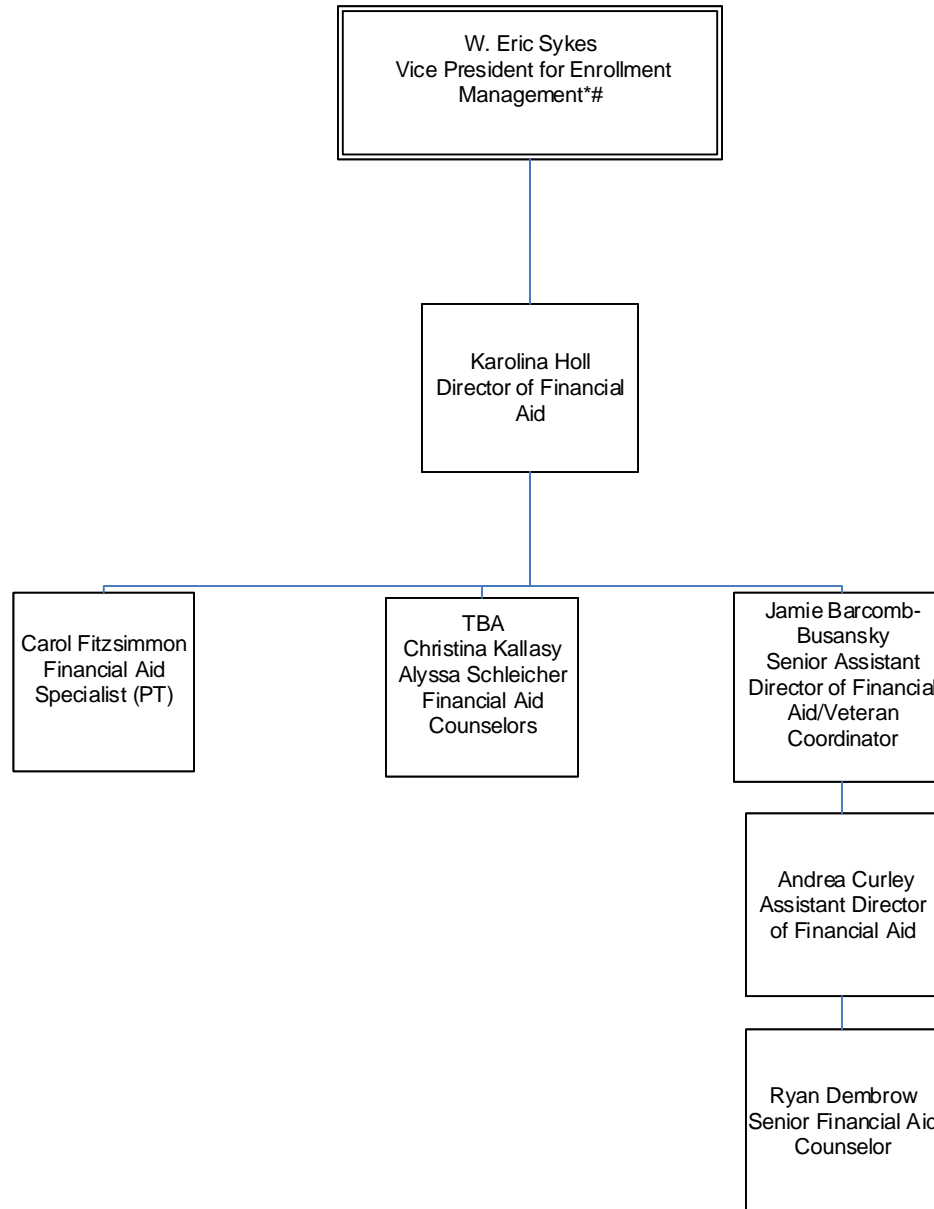 W. Eric Sykes
Vice President for Enrollment
Management*#
Karolina Holl
Director of Financial
Aid
Carol Fitzsimmon
Financial Aid
Specialist (PT)
TBA
Christina Kallasy
Alyssa Schleicher
Financial Aid
Counselors
Jamie Barcomb-
Busansky
Senior Assistant
Director of Financial
Aid/Veteran
Coordinator
Andrea Curley
Assistant Director
of Financial Aid
Ryan Dembrow
Senior Financial Aid
Counselor